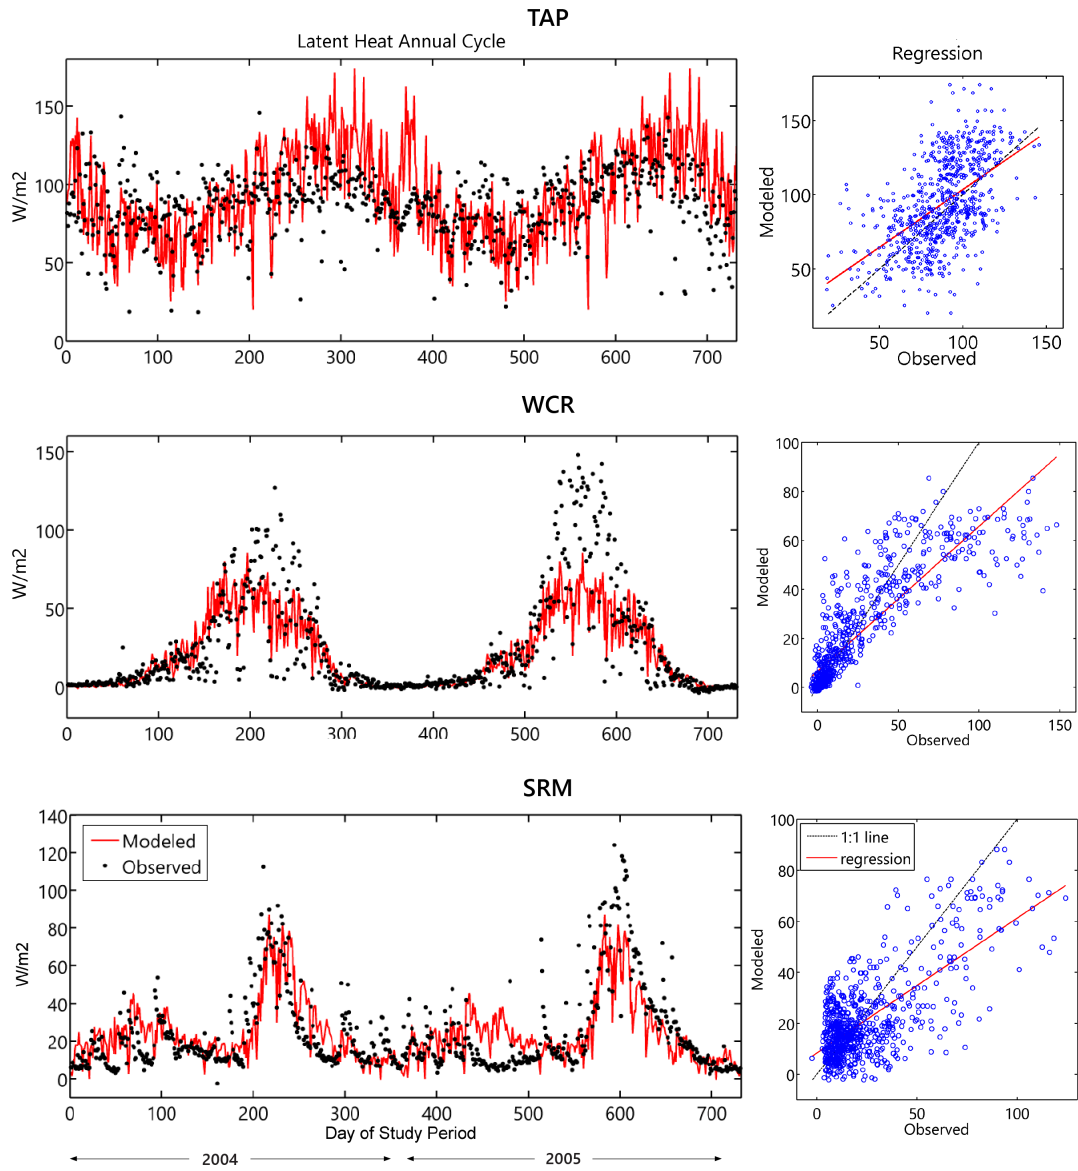 TAP
Latent Heat Annual Cycle
Regression
W/m2
150
100
50
0
0 100 200 300 400 500 600 700
Modeled
150
100
50
50 100 150
Observed
WCR
W/m2
150
100
50
0
0 100 200 300 400 500 600 700
Modeled
100
80
60
40
20
0
0 50 100 150
Observed
SRM
W/m2
140
120
100
80
60
40
20
0
Modeled
Observed
0 100 200 300 400 500 600 700
Day of Study Period
2004 2005
Modeled
100
80
60
40
20
0
1:1 line
regression
0 50 100
Observed